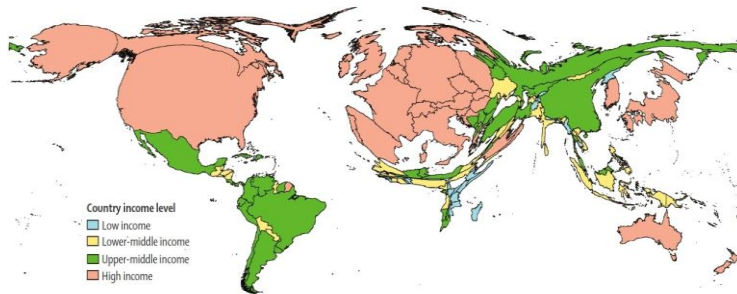 Country income level
Low income
Lower-middle income
Upper-middle income
High income